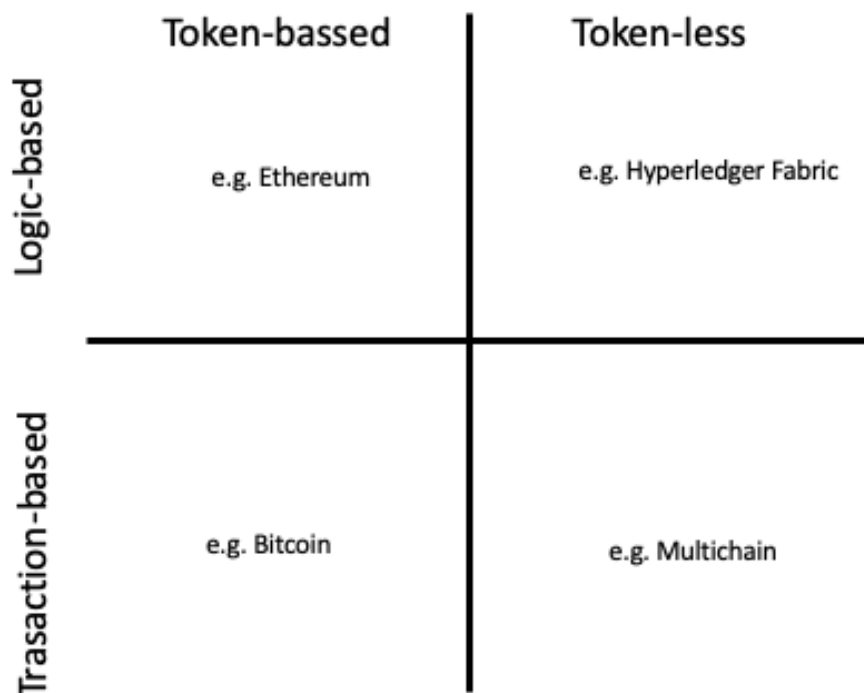 Token-bassed
Token-less
Logic-based
e.g. Ethereum
e.g. Hyperledger Fabric
Trasaction-based
e.g. Bitcoin
e.g. Multichain